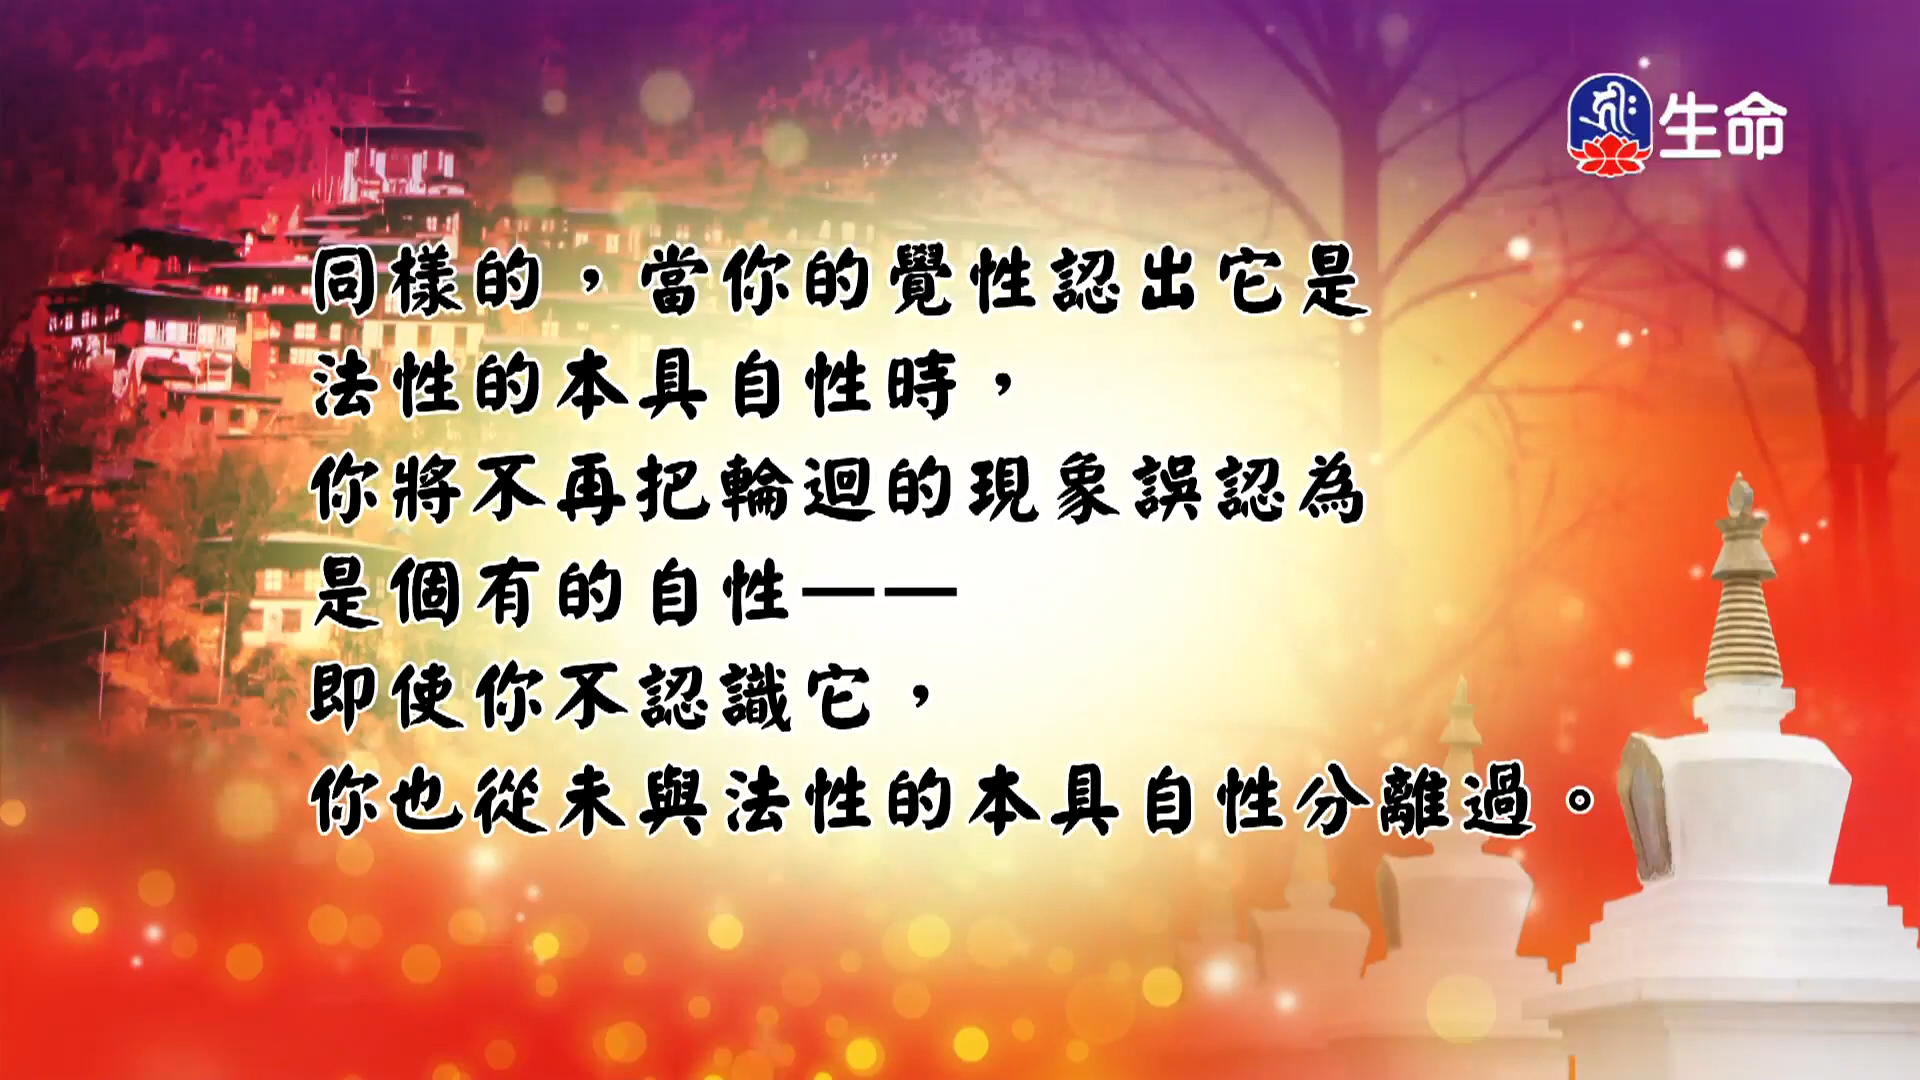 生命
同樣的，當你的覺性認出它是
法性的本具自性時，
你將不再把輪迴的現象誤認為
是個有的自性——
即使你不認識它，
你也從未與法性的本具自性分離過。